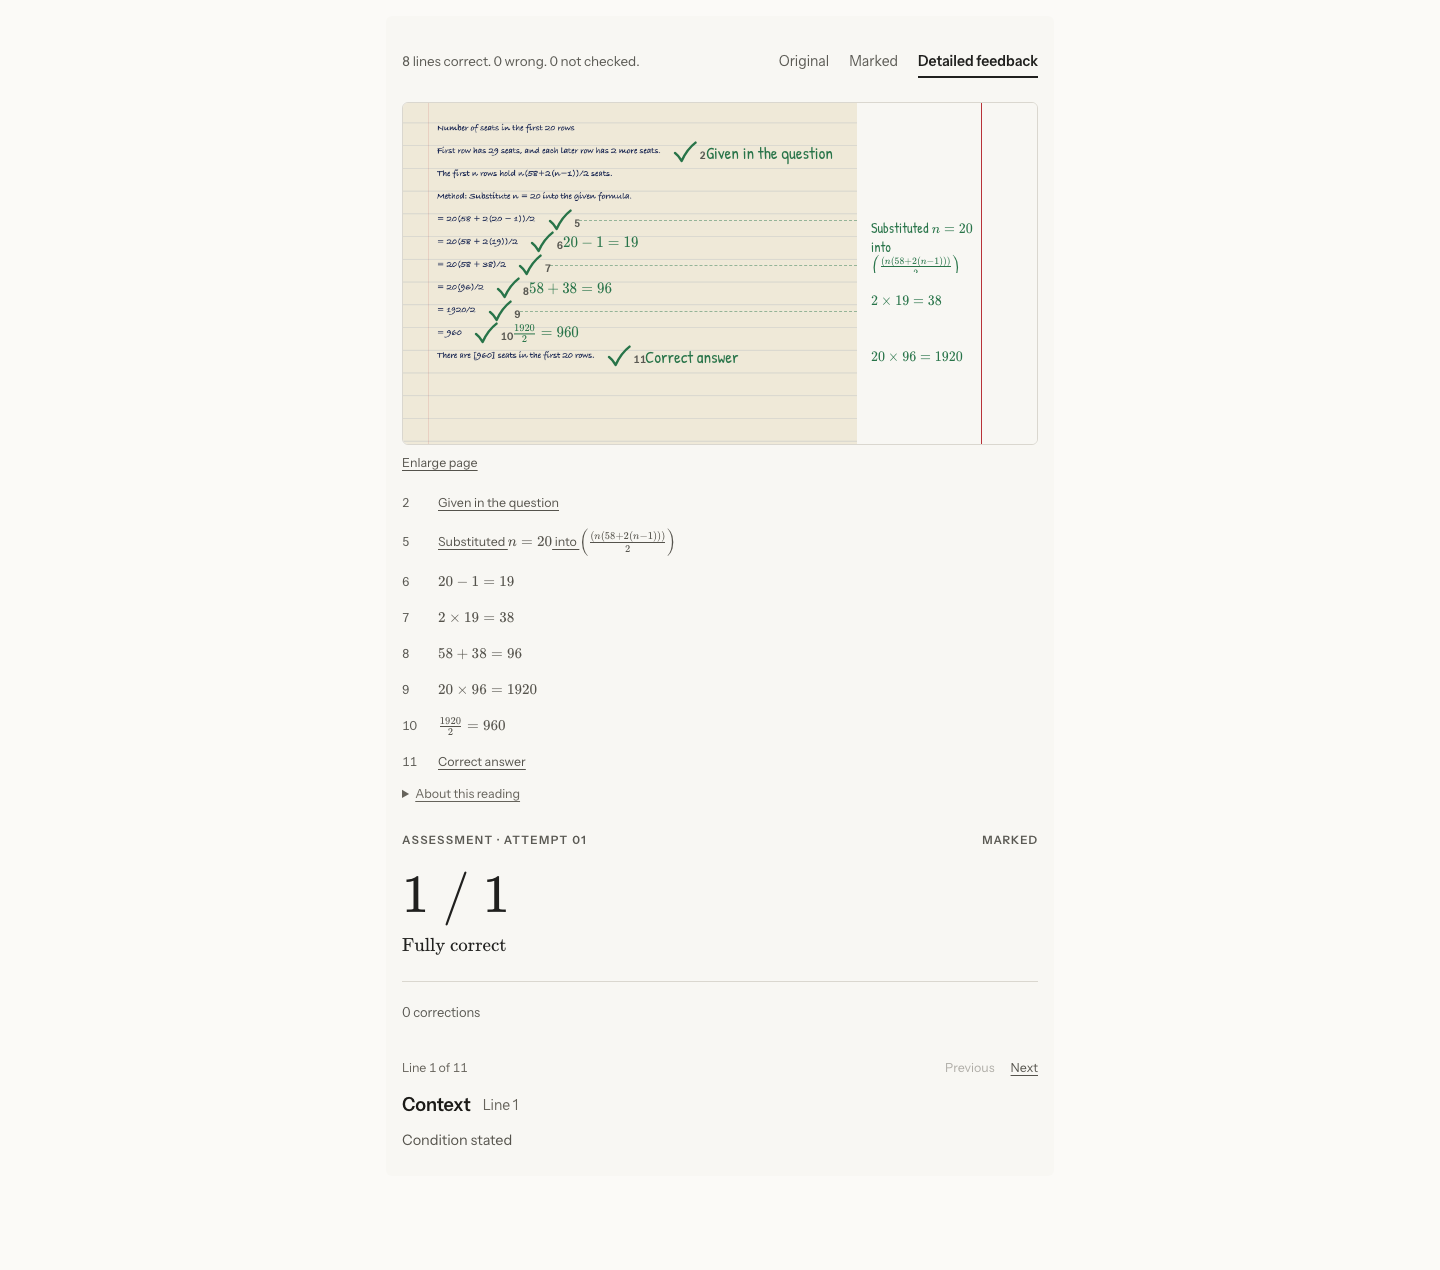 8 lines correct. 0 wrong. 0 not checked.
Original Marked Detailed feedback
Number of seats in the first 20 rows
First row has 29 seats, and each later row has 2 more seats. ✓ 2 Given in the question
The first n rows hold n(58+2(n−1))/2 seats.
Method: Substitute n = 20 into the given formula.
= 20(58 + 2(20 − 1))/2 ✓ 5
Substituted n = 20
into
((n(58+2(n−1)))/2)
= 20(58 + 2(19))/2 ✓ 6 20 − 1 = 19
= 20(58 + 38)/2 ✓ 7
2 × 19 = 38
= 20(96)/2 ✓ 8 58 + 38 = 96
= 1920/2 ✓ 9
20 × 96 = 1920
= 960 ✓ 10 1920/2 = 960
There are [960] seats in the first 20 rows. ✓ 11 Correct answer
Enlarge page
2 Given in the question
5 Substituted n = 20 into ((n(58+2(n−1)))/2)
6 20 − 1 = 19
7 2 × 19 = 38
8 58 + 38 = 96
9 20 × 96 = 1920
10 1920/2 = 960
11 Correct answer
▶ About this reading
ASSESSMENT · ATTEMPT 01 MARKED
1 / 1
Fully correct
0 corrections
Line 1 of 11 Previous Next
Context Line 1
Condition stated